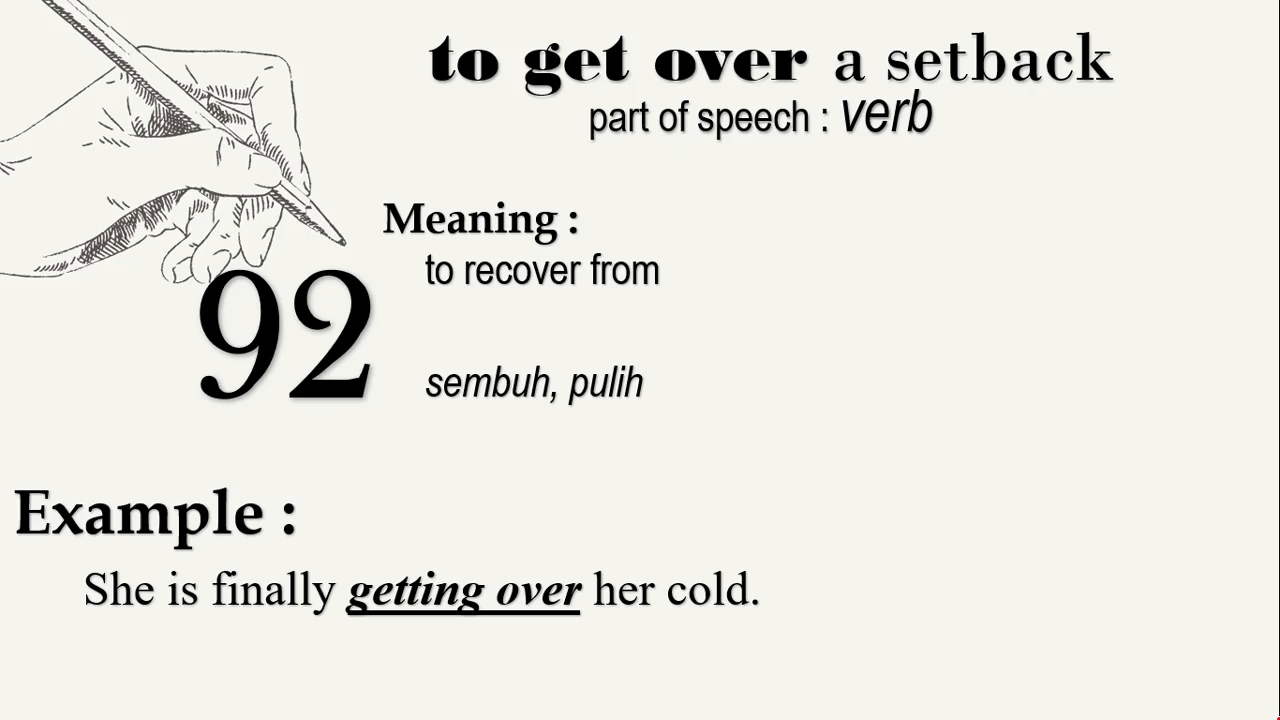 to get over a setback
part of speech : verb
Meaning :
to recover from
92
sembuh, pulih
Example :
She is finally getting over her cold.